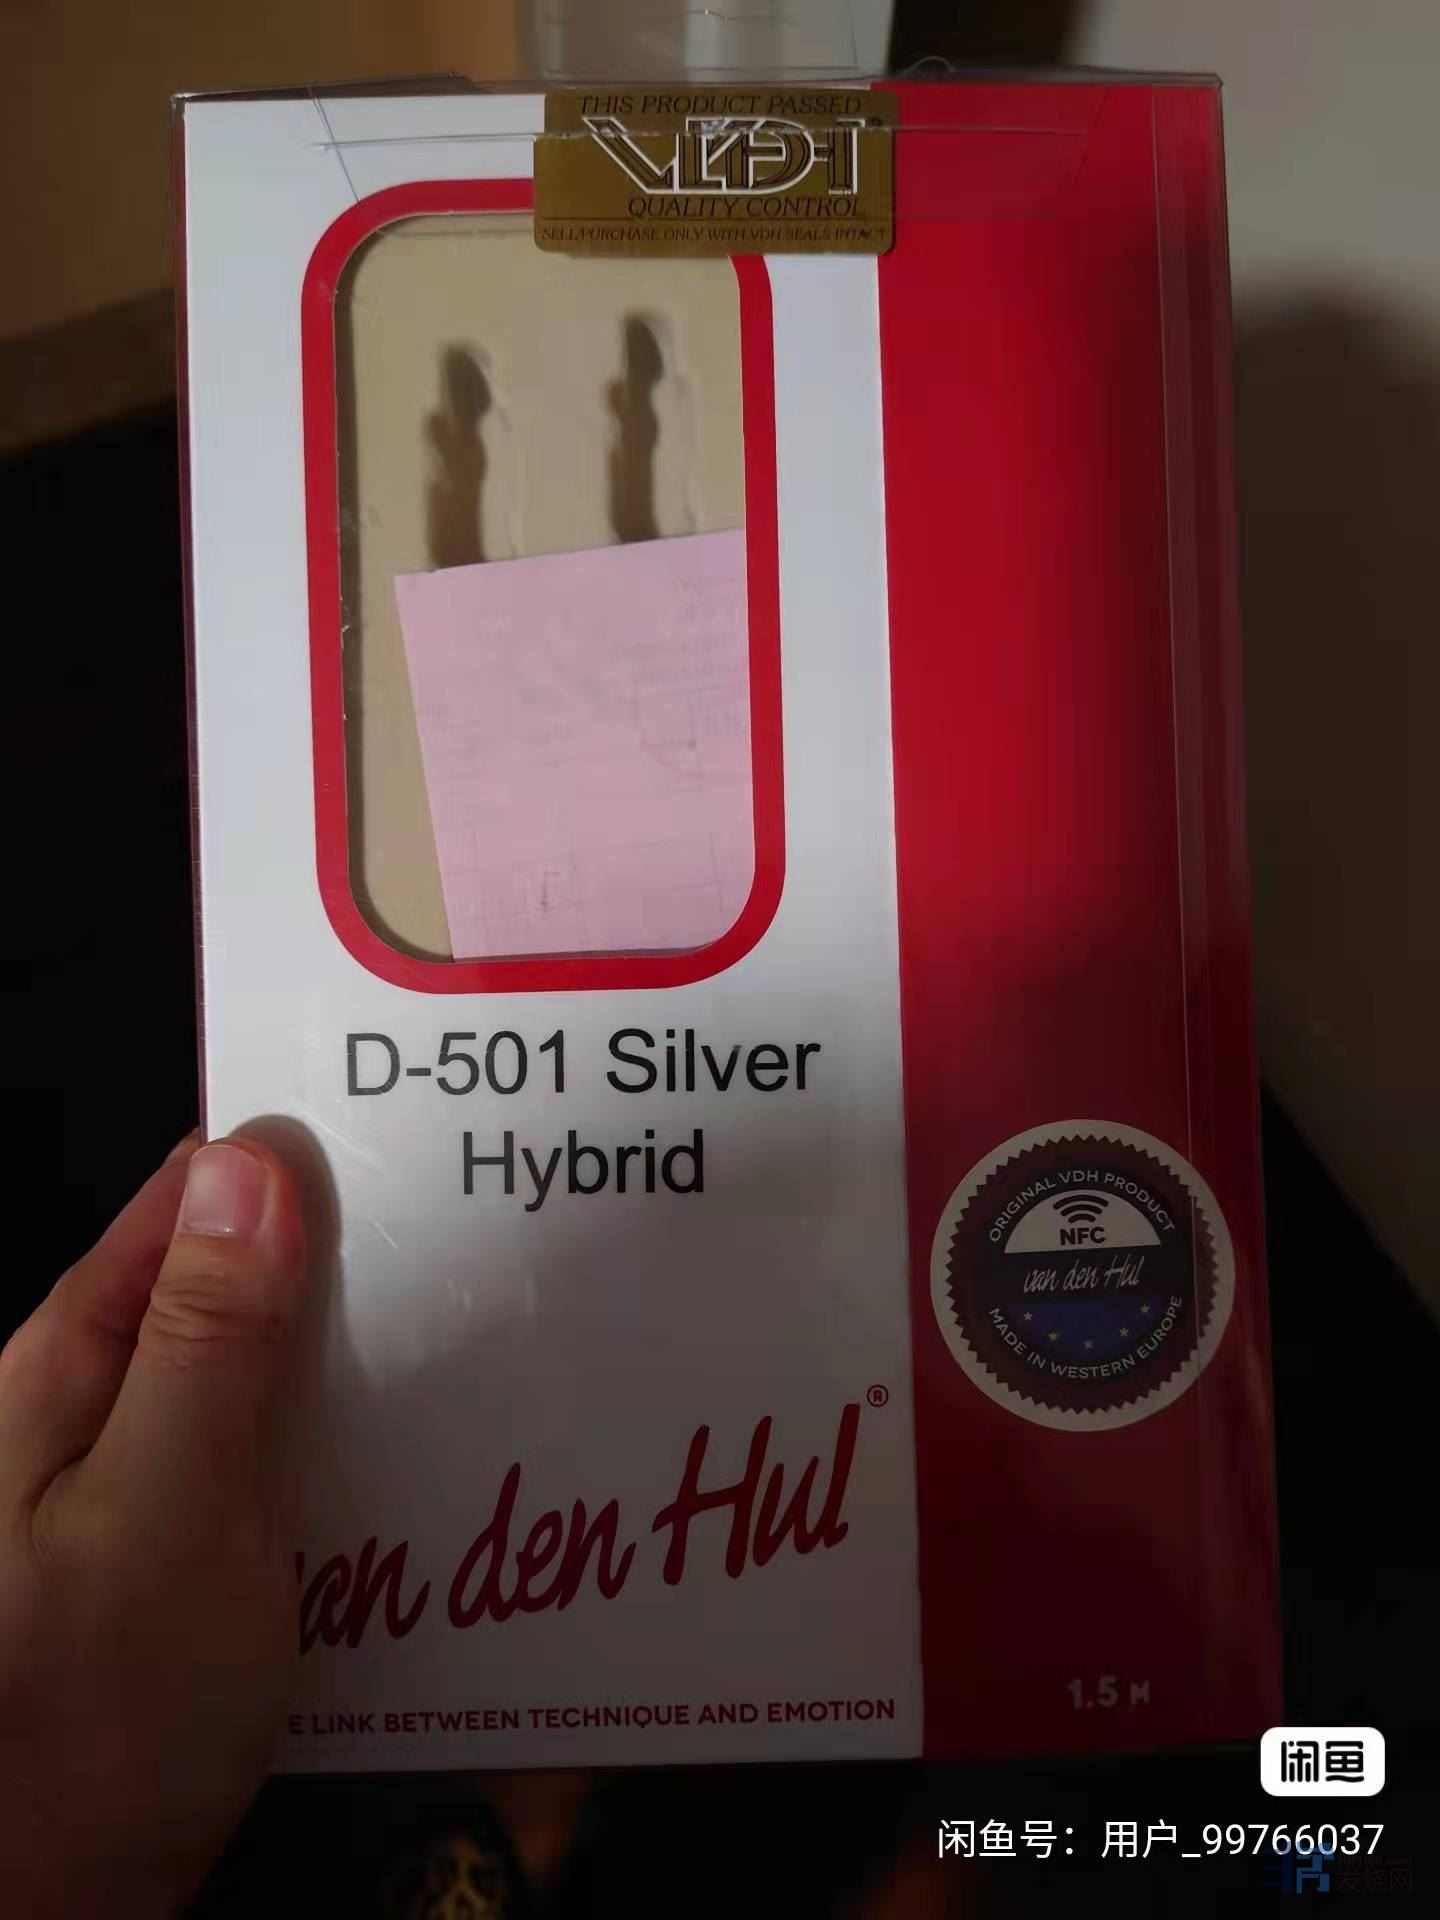 THIS PRODUCT PASSED
VDH®
QUALITY CONTROL
SELL/PURCHASE ONLY WITH VDH SEALS INTACT
D-501 Silver
Hybrid
ORIGINAL VDH PRODUCT
NFC
van den Hul
MADE IN WESTERN EUROPE
van den Hul®
E LINK BETWEEN TECHNIQUE AND EMOTION
1.5 M
闲鱼
闲鱼号：用户_99766037
发烧网